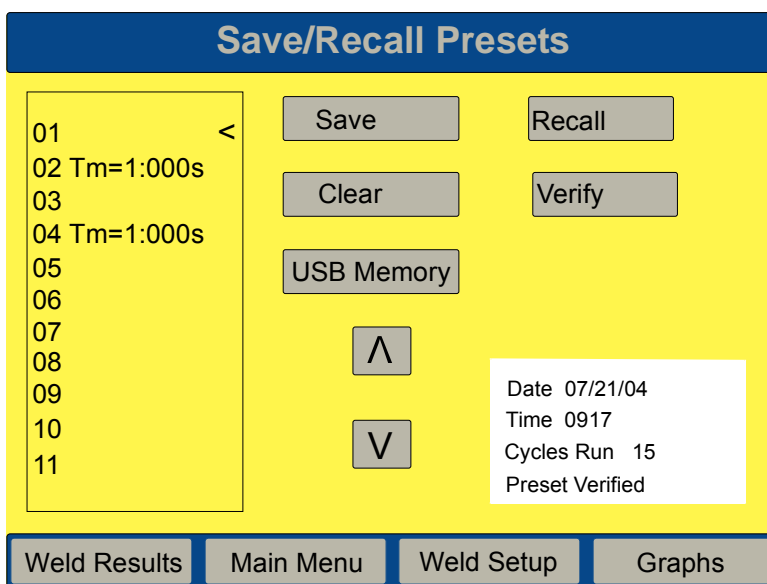 Save/Recall Presets
01 <
02 Tm=1:000s
03
04 Tm=1:000s
05
06
07
08
09
10
11
Save
Recall
Clear
Verify
USB Memory
Λ
V
Date 07/21/04
Time 0917
Cycles Run 15
Preset Verified
Weld Results
Main Menu
Weld Setup
Graphs